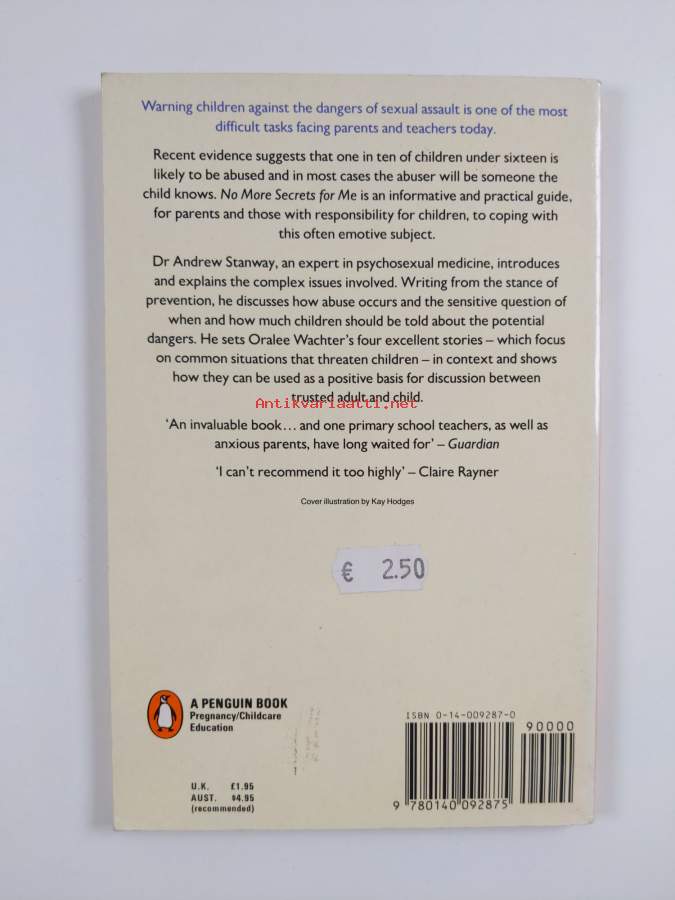 Warning children against the dangers of sexual assault is one of the most
difficult tasks facing parents and teachers today.
Recent evidence suggests that one in ten of children under sixteen is
likely to be abused and in most cases the abuser will be someone the
child knows. No More Secrets for Me is an informative and practical guide,
for parents and those with responsibility for children, to coping with
this often emotive subject.
Dr Andrew Stanway, an expert in psychosexual medicine, introduces
and explains the complex issues involved. Writing from the stance of
prevention, he discusses how abuse occurs and the sensitive question of
when and how much children should be told about the potential
dangers. He sets Oralee Wachter's four excellent stories – which focus
on common situations that threaten children – in context and shows
how they can be used as a positive basis for discussion between
trusted adult and child.
Antikvariaatti.net
'An invaluable book... and one primary school teachers, as well as
anxious parents, have long waited for' – Guardian
'I can't recommend it too highly' – Claire Rayner
Cover illustration by Kay Hodges
€ 2.50
A PENGUIN BOOK
Pregnancy/Childcare
Education
U.K. £1.95
AUST. $4.95
(recommended)
ISBN 0-14-009287-0
90000
9 780140 092875